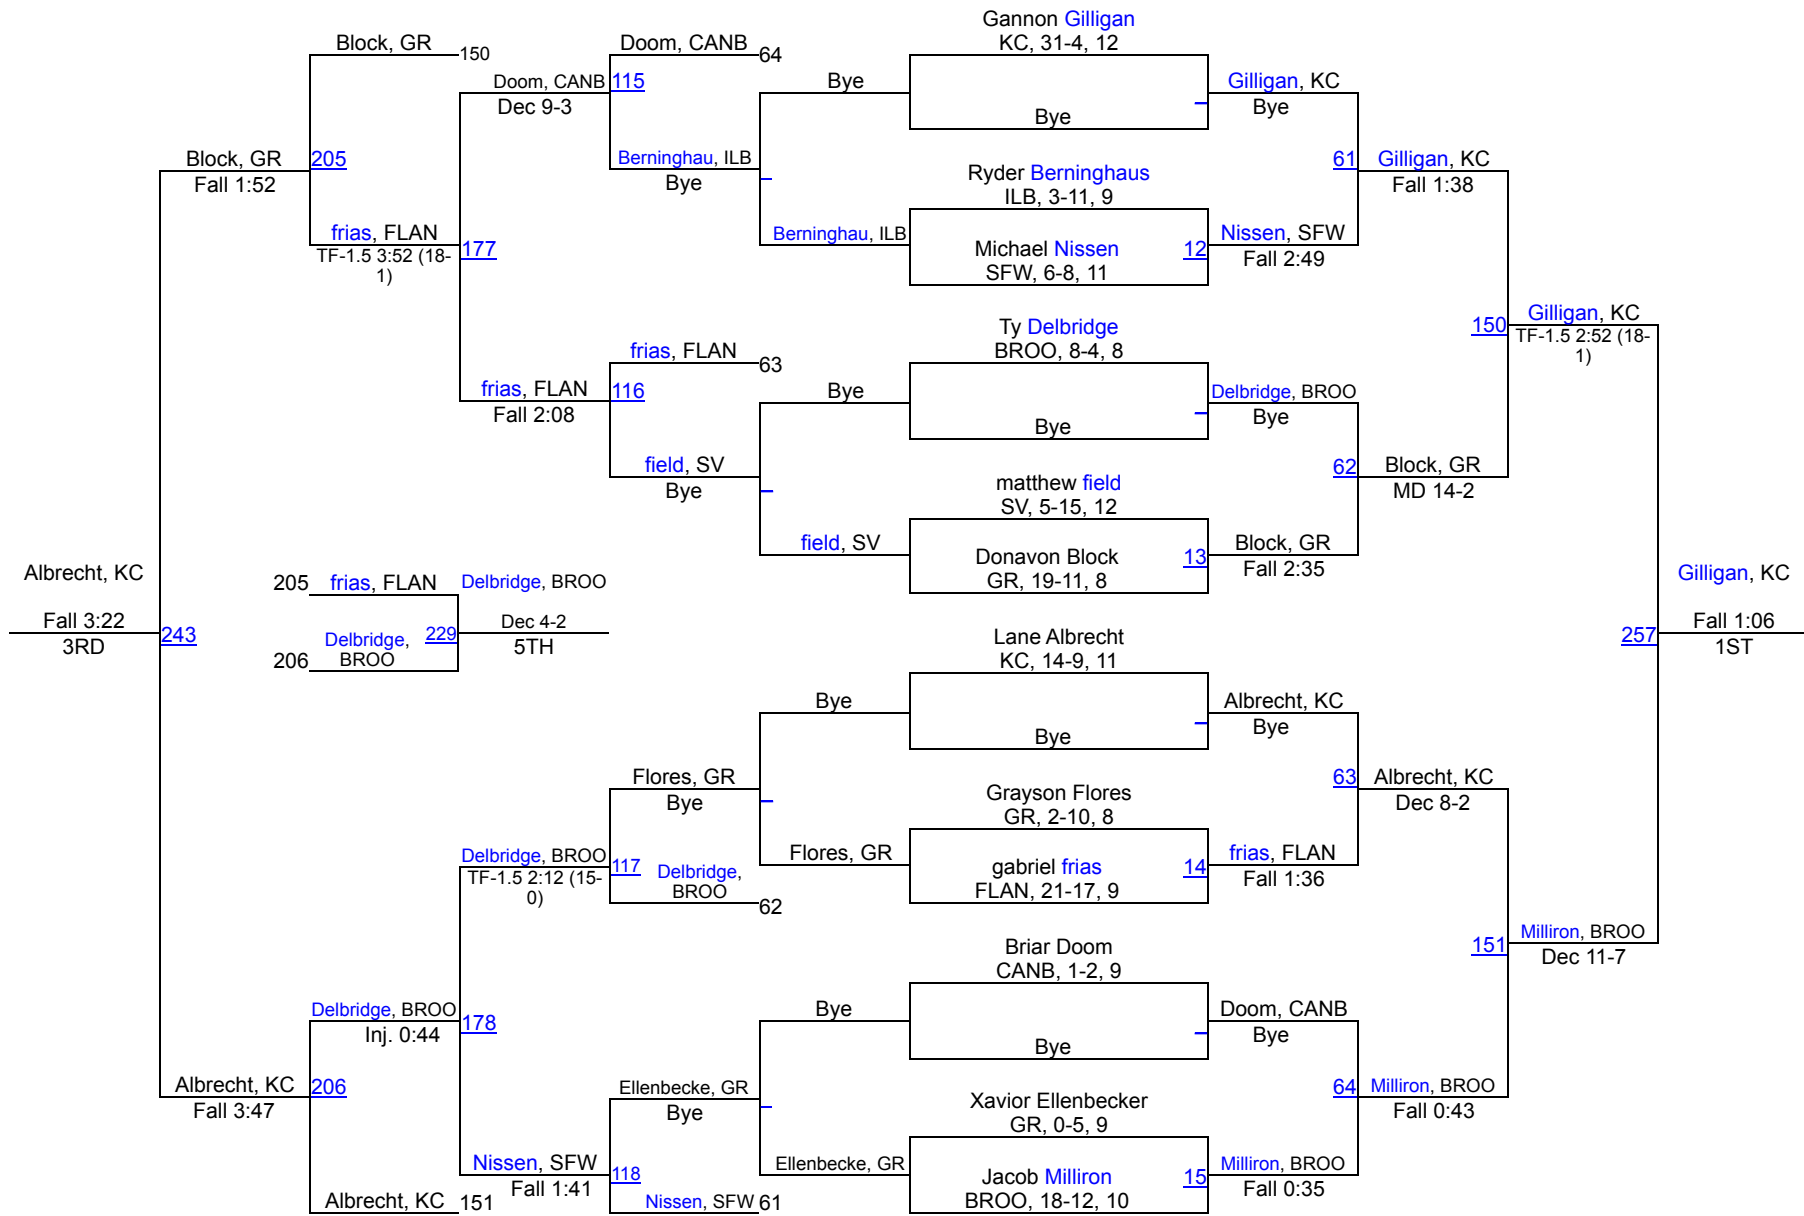 Gannon Gilligan
KC, 31-4, 12
Block, GR
150
Doom, CANB
64
Doom, CANB
115
Dec 9-3
Bye
Gilligan, KC
Bye
Bye
Block, GR
205
Fall 1:52
Berninghau, ILB
Bye
Ryder Berninghaus
ILB, 3-11, 9
61
Gilligan, KC
Fall 1:38
frias, FLAN
177
TF-1.5 3:52 (18-
1)
Berninghau, ILB
Michael Nissen
SFW, 6-8, 11
12
Nissen, SFW
Fall 2:49
Ty Delbridge
BROO, 8-4, 8
150
Gilligan, KC
TF-1.5 2:52 (18-
1)
frias, FLAN
63
frias, FLAN
116
Fall 2:08
Bye
Delbridge, BROO
Bye
Bye
field, SV
Bye
matthew field
SV, 5-15, 12
62
Block, GR
MD 14-2
field, SV
Donavon Block
GR, 19-11, 8
13
Block, GR
Fall 2:35
Albrecht, KC
Fall 3:22
3RD
243
205
frias, FLAN
Delbridge, BROO
206
Delbridge,
BROO
229
Dec 4-2
5TH
Gilligan, KC
257
Fall 1:06
1ST
Lane Albrecht
KC, 14-9, 11
Bye
Albrecht, KC
Bye
Bye
Flores, GR
Bye
Grayson Flores
GR, 2-10, 8
63
Albrecht, KC
Dec 8-2
Delbridge, BROO
117
TF-1.5 2:12 (15-
0)
Delbridge,
BROO
62
Flores, GR
gabriel frias
FLAN, 21-17, 9
14
frias, FLAN
Fall 1:36
Briar Doom
CANB, 1-2, 9
151
Milliron, BROO
Dec 11-7
Delbridge, BROO
178
Inj. 0:44
Bye
Doom, CANB
Bye
Bye
Albrecht, KC
206
Fall 3:47
Ellenbecke, GR
Bye
Xavior Ellenbecker
GR, 0-5, 9
64
Milliron, BROO
Fall 0:43
Nissen, SFW
118
Fall 1:41
Ellenbecke, GR
Jacob Milliron
BROO, 18-12, 10
15
Milliron, BROO
Fall 0:35
Albrecht, KC
151
Nissen, SFW
61